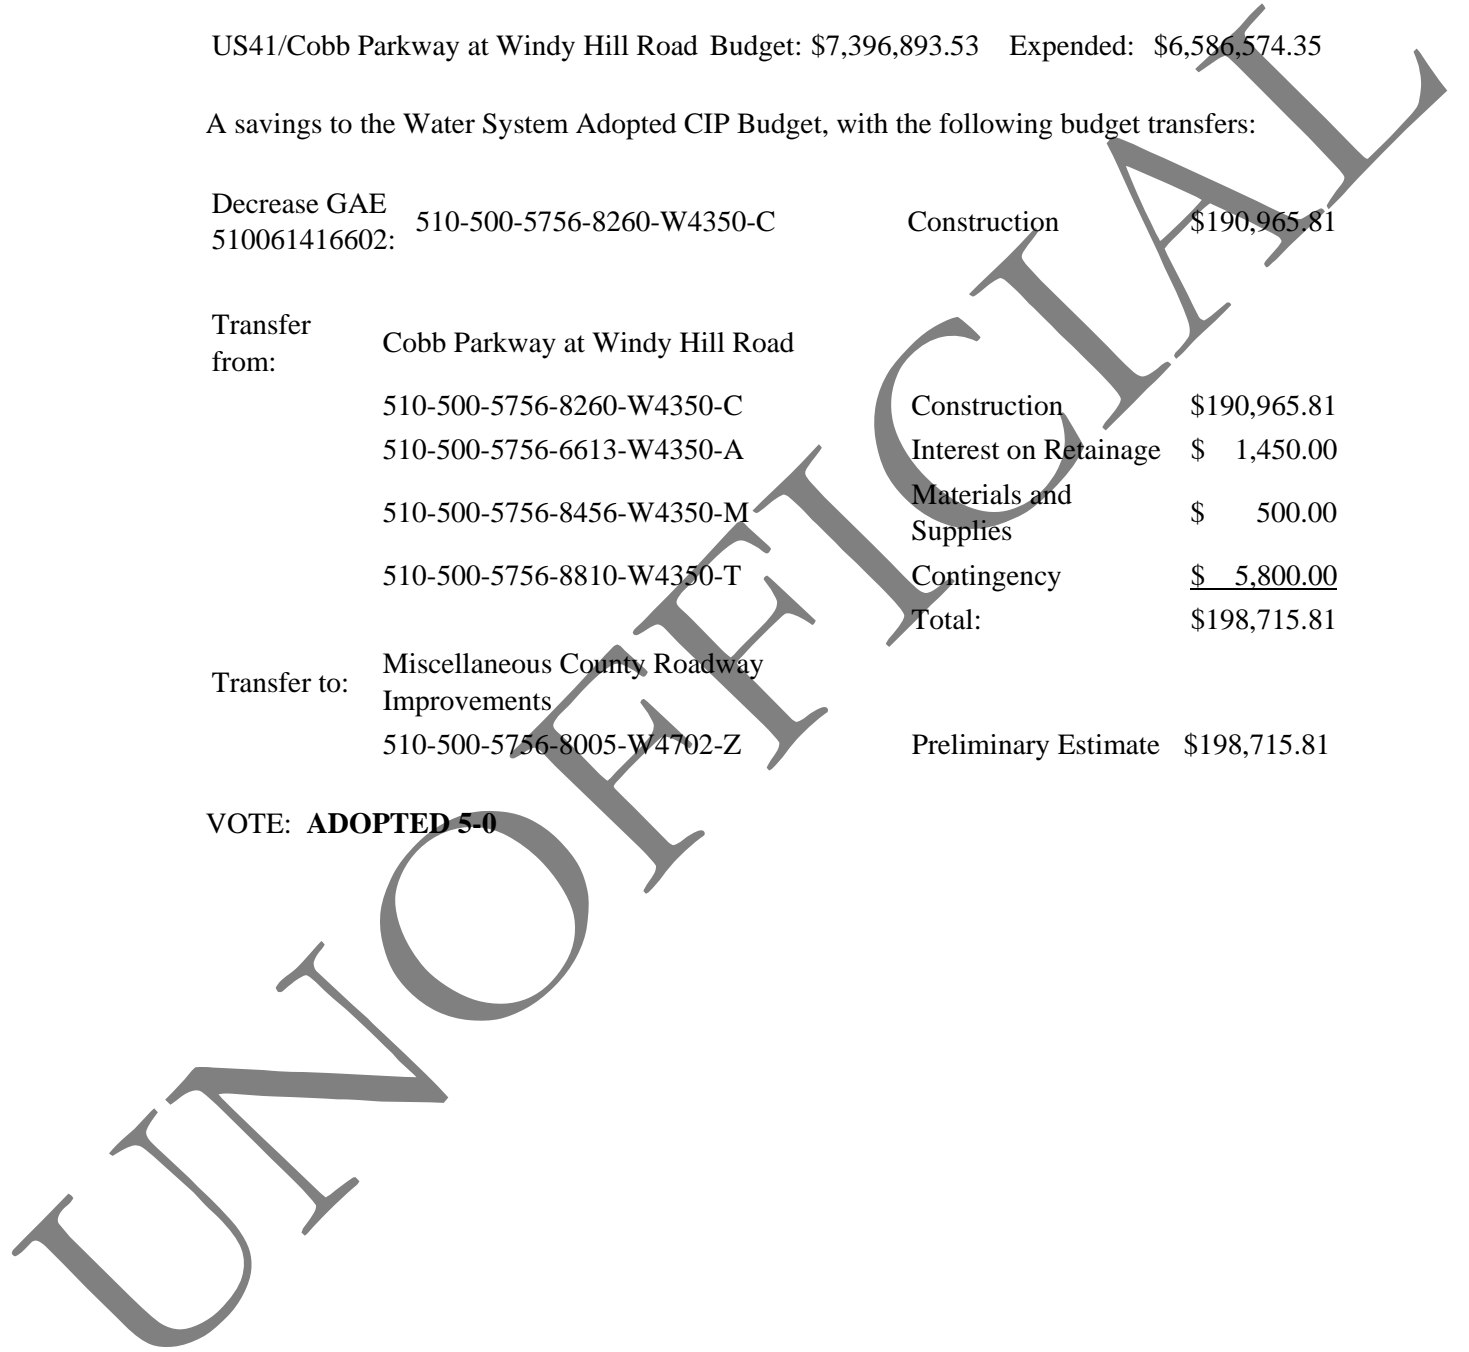 US41/Cobb Parkway at Windy Hill Road Budget: $7,396,893.53 Expended: $6,586,574.35
A savings to the Water System Adopted CIP Budget, with the following budget transfers:
Decrease GAE
510061416602: 510-500-5756-8260-W4350-C Construction $190,965.81
Transfer
from: Cobb Parkway at Windy Hill Road
510-500-5756-8260-W4350-C Construction $190,965.81
510-500-5756-6613-W4350-A Interest on Retainage $ 1,450.00
510-500-5756-8456-W4350-M Materials and
Supplies $ 500.00
510-500-5756-8810-W4350-T Contingency $ 5,800.00
Total: $198,715.81
Transfer to: Miscellaneous County Roadway
Improvements
510-500-5756-8005-W4702-Z Preliminary Estimate $198,715.81
VOTE: ADOPTED 5-0
UNOFFICIAL